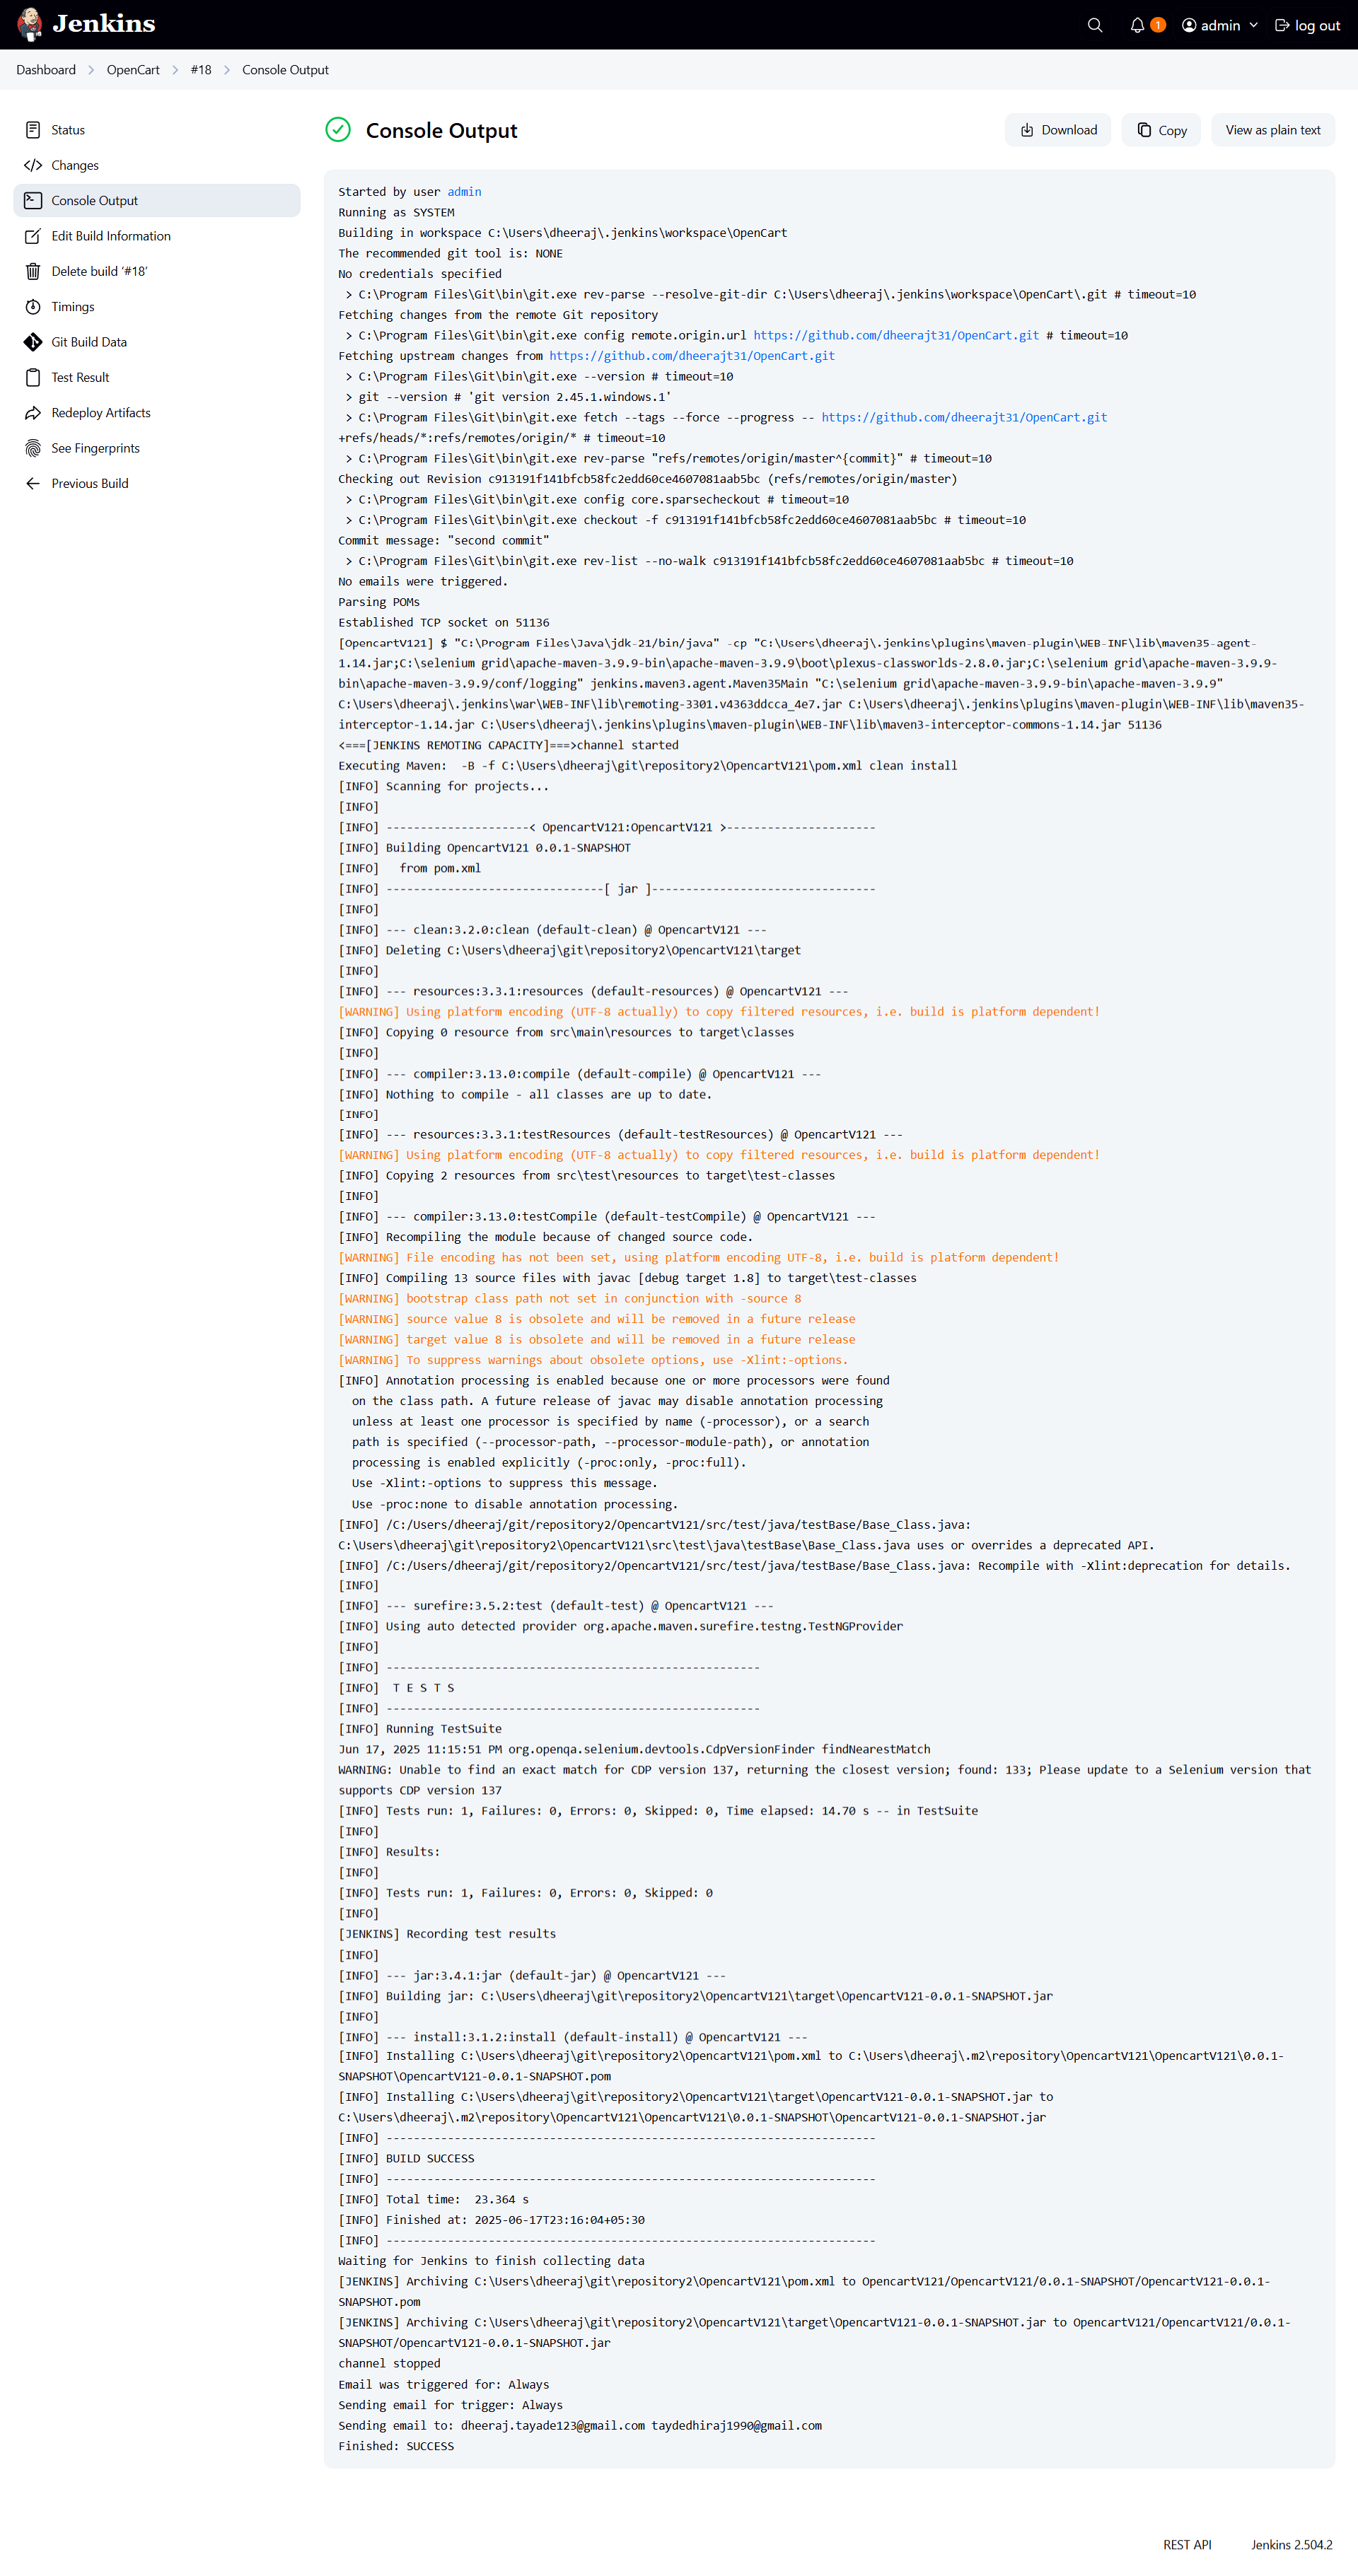 Jenkins
1
admin
log out
Dashboard
OpenCart
#18
Console Output
Status
Changes
Console Output
Edit Build Information
Delete build ‘#18’
Timings
Git Build Data
Test Result
Redeploy Artifacts
See Fingerprints
Previous Build
Console Output
Download
Copy
View as plain text
Started by user admin
Running as SYSTEM
Building in workspace C:\Users\dheeraj\.jenkins\workspace\OpenCart
The recommended git tool is: NONE
No credentials specified
 > C:\Program Files\Git\bin\git.exe rev-parse --resolve-git-dir C:\Users\dheeraj\.jenkins\workspace\OpenCart\.git # timeout=10
Fetching changes from the remote Git repository
 > C:\Program Files\Git\bin\git.exe config remote.origin.url https://github.com/dheerajt31/OpenCart.git # timeout=10
Fetching upstream changes from https://github.com/dheerajt31/OpenCart.git
 > C:\Program Files\Git\bin\git.exe --version # timeout=10
 > git --version # 'git version 2.45.1.windows.1'
 > C:\Program Files\Git\bin\git.exe fetch --tags --force --progress -- https://github.com/dheerajt31/OpenCart.git
+refs/heads/*:refs/remotes/origin/* # timeout=10
 > C:\Program Files\Git\bin\git.exe rev-parse "refs/remotes/origin/master^{commit}" # timeout=10
Checking out Revision c913191f141bfcb58fc2edd60ce4607081aab5bc (refs/remotes/origin/master)
 > C:\Program Files\Git\bin\git.exe config core.sparsecheckout # timeout=10
 > C:\Program Files\Git\bin\git.exe checkout -f c913191f141bfcb58fc2edd60ce4607081aab5bc # timeout=10
Commit message: "second commit"
 > C:\Program Files\Git\bin\git.exe rev-list --no-walk c913191f141bfcb58fc2edd60ce4607081aab5bc # timeout=10
No emails were triggered.
Parsing POMs
Established TCP socket on 51136
[OpencartV121] $ "C:\Program Files\Java\jdk-21/bin/java" -cp "C:\Users\dheeraj\.jenkins\plugins\maven-plugin\WEB-INF\lib\maven35-agent-
1.14.jar;C:\selenium grid\apache-maven-3.9.9-bin\apache-maven-3.9.9\boot\plexus-classworlds-2.8.0.jar;C:\selenium grid\apache-maven-3.9.9-
bin\apache-maven-3.9.9/conf/logging" jenkins.maven3.agent.Maven35Main "C:\selenium grid\apache-maven-3.9.9-bin\apache-maven-3.9.9"
C:\Users\dheeraj\.jenkins\war\WEB-INF\lib\remoting-3301.v4363ddcca_4e7.jar C:\Users\dheeraj\.jenkins\plugins\maven-plugin\WEB-INF\lib\maven35-
interceptor-1.14.jar C:\Users\dheeraj\.jenkins\plugins\maven-plugin\WEB-INF\lib\maven3-interceptor-commons-1.14.jar 51136
<===[JENKINS REMOTING CAPACITY]===>channel started
Executing Maven:  -B -f C:\Users\dheeraj\git\repository2\OpencartV121\pom.xml clean install
[INFO] Scanning for projects...
[INFO]
[INFO] ---------------------< OpencartV121:OpencartV121 >----------------------
[INFO] Building OpencartV121 0.0.1-SNAPSHOT
[INFO]   from pom.xml
[INFO] --------------------------------[ jar ]---------------------------------
[INFO]
[INFO] --- clean:3.2.0:clean (default-clean) @ OpencartV121 ---
[INFO] Deleting C:\Users\dheeraj\git\repository2\OpencartV121\target
[INFO]
[INFO] --- resources:3.3.1:resources (default-resources) @ OpencartV121 ---
[WARNING] Using platform encoding (UTF-8 actually) to copy filtered resources, i.e. build is platform dependent!
[INFO] Copying 0 resource from src\main\resources to target\classes
[INFO]
[INFO] --- compiler:3.13.0:compile (default-compile) @ OpencartV121 ---
[INFO] Nothing to compile - all classes are up to date.
[INFO]
[INFO] --- resources:3.3.1:testResources (default-testResources) @ OpencartV121 ---
[WARNING] Using platform encoding (UTF-8 actually) to copy filtered resources, i.e. build is platform dependent!
[INFO] Copying 2 resources from src\test\resources to target\test-classes
[INFO]
[INFO] --- compiler:3.13.0:testCompile (default-testCompile) @ OpencartV121 ---
[INFO] Recompiling the module because of changed source code.
[WARNING] File encoding has not been set, using platform encoding UTF-8, i.e. build is platform dependent!
[INFO] Compiling 13 source files with javac [debug target 1.8] to target\test-classes
[WARNING] bootstrap class path not set in conjunction with -source 8
[WARNING] source value 8 is obsolete and will be removed in a future release
[WARNING] target value 8 is obsolete and will be removed in a future release
[WARNING] To suppress warnings about obsolete options, use -Xlint:-options.
[INFO] Annotation processing is enabled because one or more processors were found
  on the class path. A future release of javac may disable annotation processing
  unless at least one processor is specified by name (-processor), or a search
  path is specified (--processor-path, --processor-module-path), or annotation
  processing is enabled explicitly (-proc:only, -proc:full).
  Use -Xlint:-options to suppress this message.
  Use -proc:none to disable annotation processing.
[INFO] /C:/Users/dheeraj/git/repository2/OpencartV121/src/test/java/testBase/Base_Class.java:
C:\Users\dheeraj\git\repository2\OpencartV121\src\test\java\testBase\Base_Class.java uses or overrides a deprecated API.
[INFO] /C:/Users/dheeraj/git/repository2/OpencartV121/src/test/java/testBase/Base_Class.java: Recompile with -Xlint:deprecation for details.
[INFO]
[INFO] --- surefire:3.5.2:test (default-test) @ OpencartV121 ---
[INFO] Using auto detected provider org.apache.maven.surefire.testng.TestNGProvider
[INFO]
[INFO] -------------------------------------------------------
[INFO]  T E S T S
[INFO] -------------------------------------------------------
[INFO] Running TestSuite
Jun 17, 2025 11:15:51 PM org.openqa.selenium.devtools.CdpVersionFinder findNearestMatch
WARNING: Unable to find an exact match for CDP version 137, returning the closest version; found: 133; Please update to a Selenium version that
supports CDP version 137
[INFO] Tests run: 1, Failures: 0, Errors: 0, Skipped: 0, Time elapsed: 14.70 s -- in TestSuite
[INFO]
[INFO] Results:
[INFO]
[INFO] Tests run: 1, Failures: 0, Errors: 0, Skipped: 0
[INFO]
[JENKINS] Recording test results
[INFO]
[INFO] --- jar:3.4.1:jar (default-jar) @ OpencartV121 ---
[INFO] Building jar: C:\Users\dheeraj\git\repository2\OpencartV121\target\OpencartV121-0.0.1-SNAPSHOT.jar
[INFO]
[INFO] --- install:3.1.2:install (default-install) @ OpencartV121 ---
[INFO] Installing C:\Users\dheeraj\git\repository2\OpencartV121\pom.xml to C:\Users\dheeraj\.m2\repository\OpencartV121\OpencartV121\0.0.1-
SNAPSHOT\OpencartV121-0.0.1-SNAPSHOT.pom
[INFO] Installing C:\Users\dheeraj\git\repository2\OpencartV121\target\OpencartV121-0.0.1-SNAPSHOT.jar to
C:\Users\dheeraj\.m2\repository\OpencartV121\OpencartV121\0.0.1-SNAPSHOT\OpencartV121-0.0.1-SNAPSHOT.jar
[INFO] ------------------------------------------------------------------------
[INFO] BUILD SUCCESS
[INFO] ------------------------------------------------------------------------
[INFO] Total time:  23.364 s
[INFO] Finished at: 2025-06-17T23:16:04+05:30
[INFO] ------------------------------------------------------------------------
Waiting for Jenkins to finish collecting data
[JENKINS] Archiving C:\Users\dheeraj\git\repository2\OpencartV121\pom.xml to OpencartV121/OpencartV121/0.0.1-SNAPSHOT/OpencartV121-0.0.1-
SNAPSHOT.pom
[JENKINS] Archiving C:\Users\dheeraj\git\repository2\OpencartV121\target\OpencartV121-0.0.1-SNAPSHOT.jar to OpencartV121/OpencartV121/0.0.1-
SNAPSHOT/OpencartV121-0.0.1-SNAPSHOT.jar
channel stopped
Email was triggered for: Always
Sending email for trigger: Always
Sending email to: dheeraj.tayade123@gmail.com taydedhiraj1990@gmail.com
Finished: SUCCESS
REST API
Jenkins 2.504.2